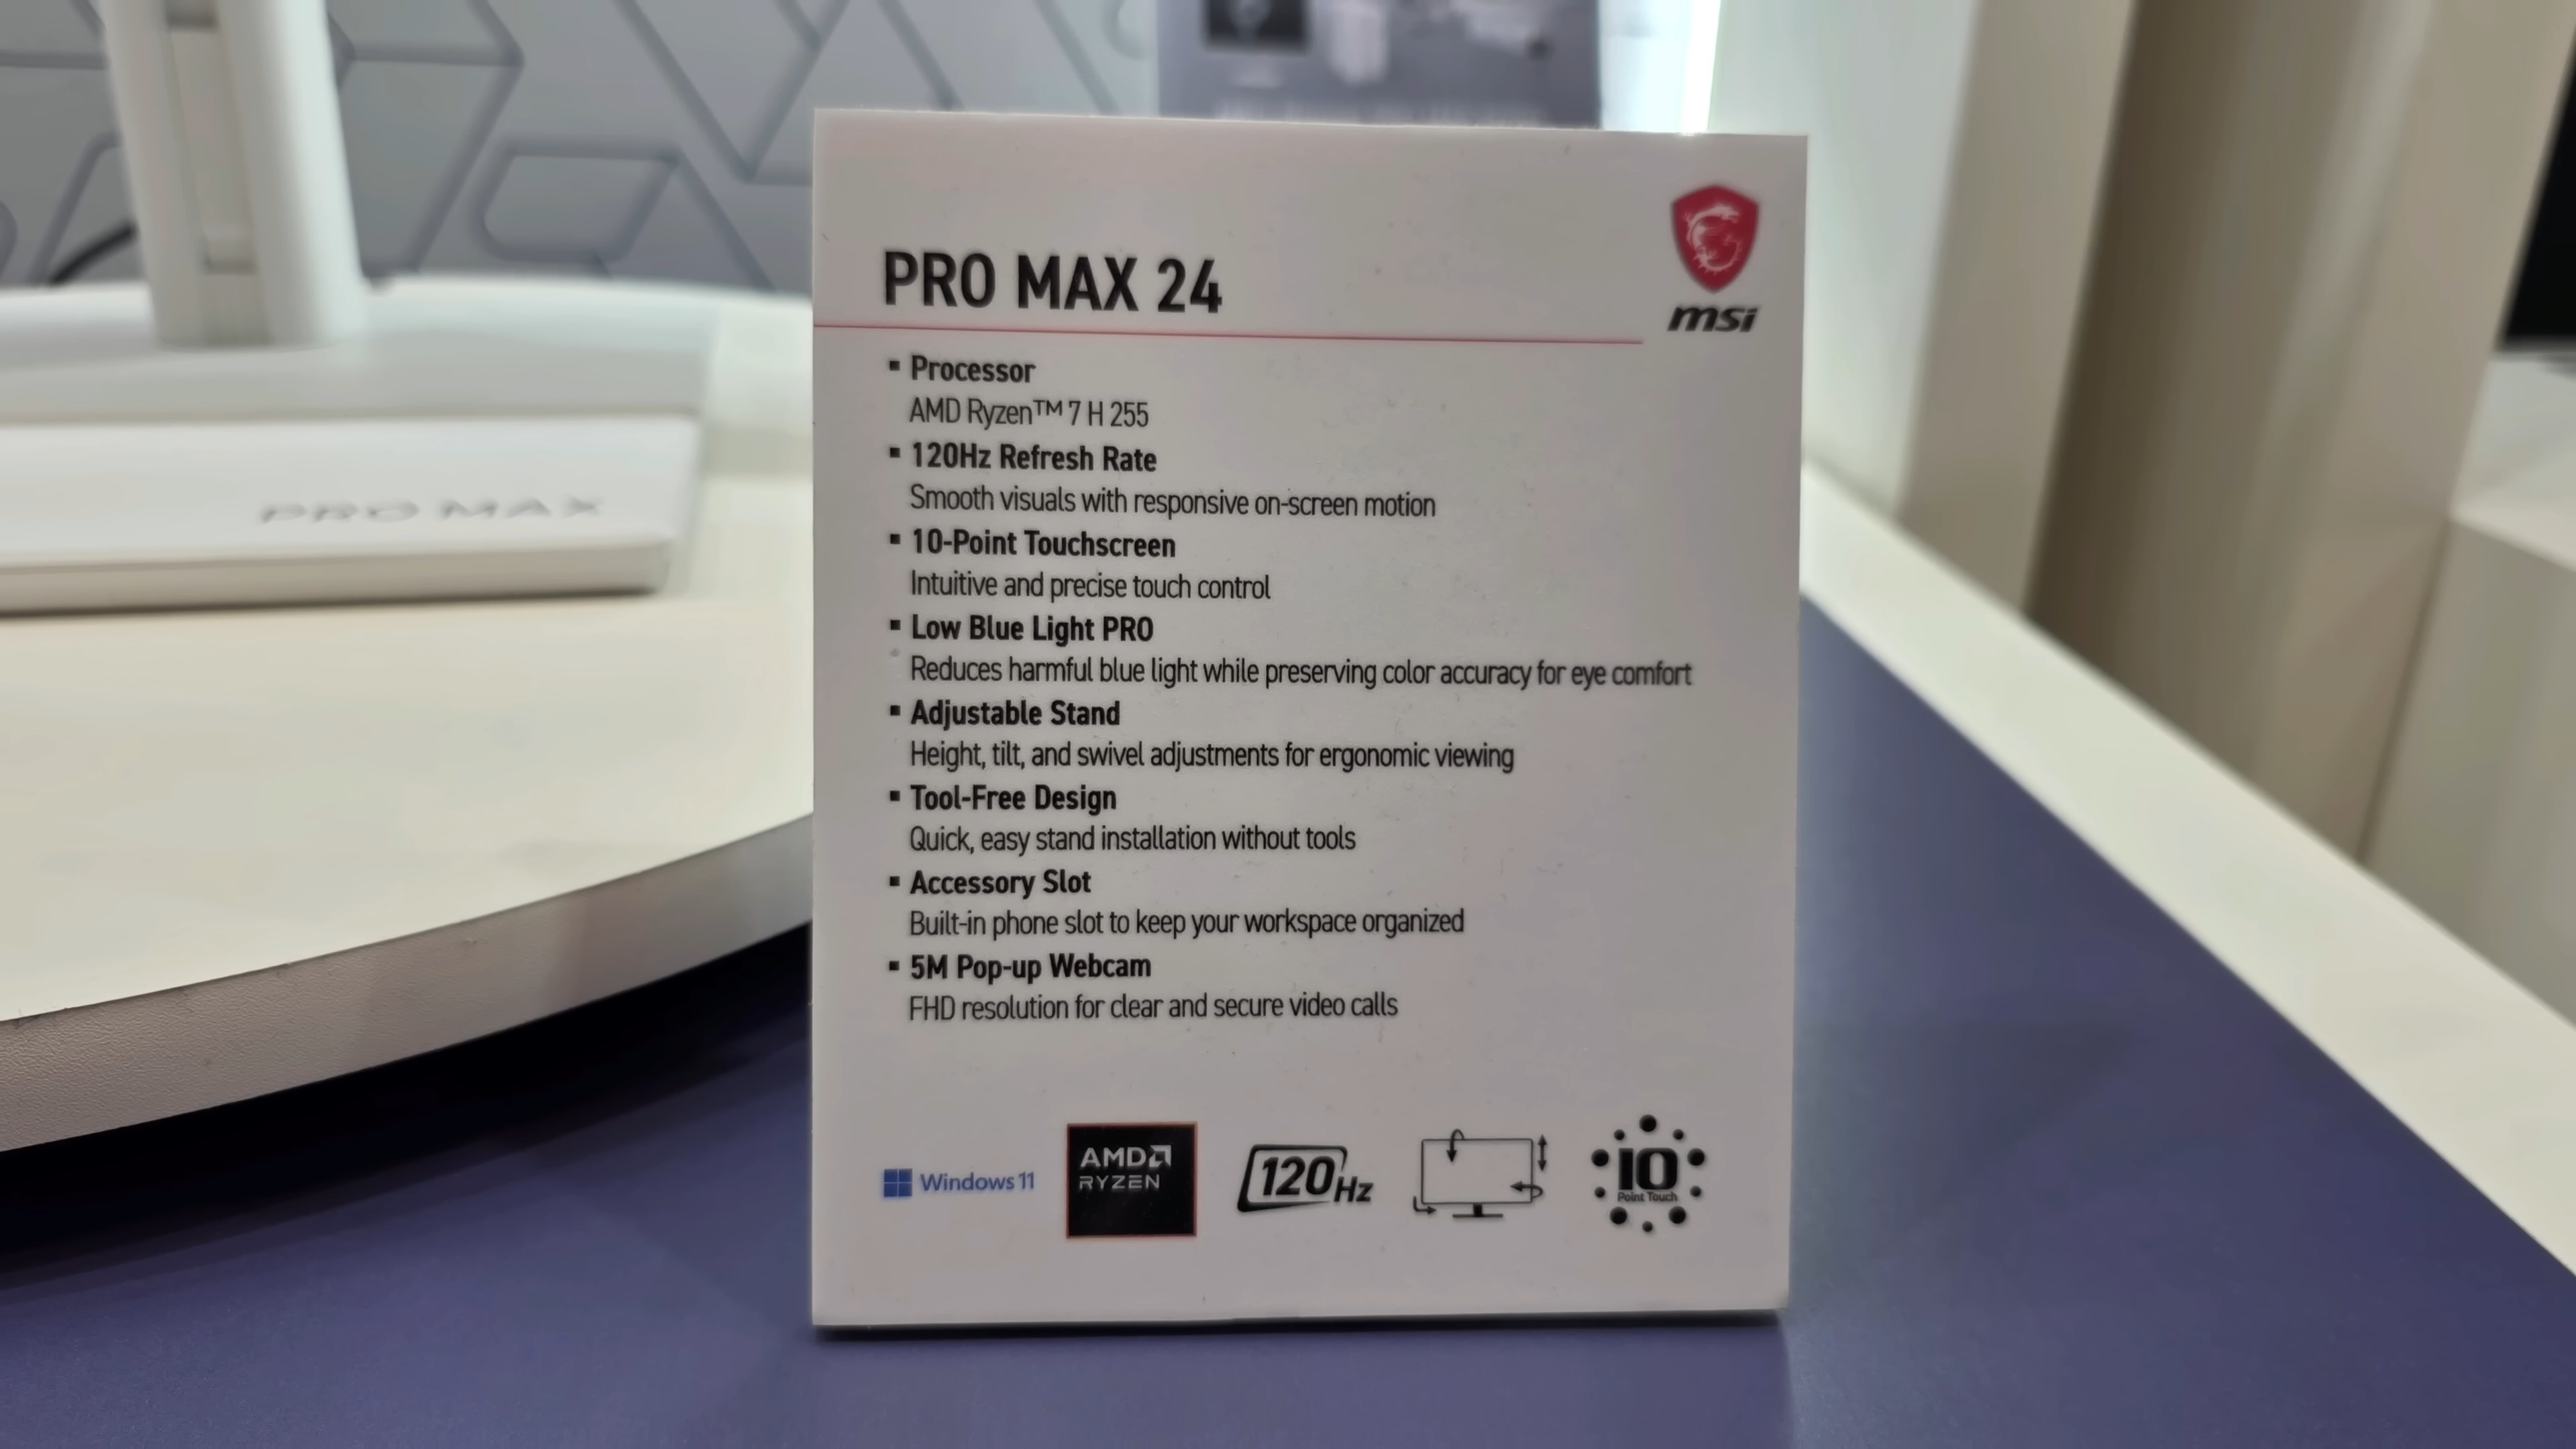 PRO MAX 24
msi
▪ Processor
AMD Ryzen™ 7 H 255
▪ 120Hz Refresh Rate
Smooth visuals with responsive on-screen motion
▪ 10-Point Touchscreen
Intuitive and precise touch control
▪ Low Blue Light PRO
Reduces harmful blue light while preserving color accuracy for eye comfort
▪ Adjustable Stand
Height, tilt, and swivel adjustments for ergonomic viewing
▪ Tool-Free Design
Quick, easy stand installation without tools
▪ Accessory Slot
Built-in phone slot to keep your workspace organized
▪ 5M Pop-up Webcam
FHD resolution for clear and secure video calls
Windows 11
AMD
RYZEN
120Hz
10
Point Touch
PRO MAX